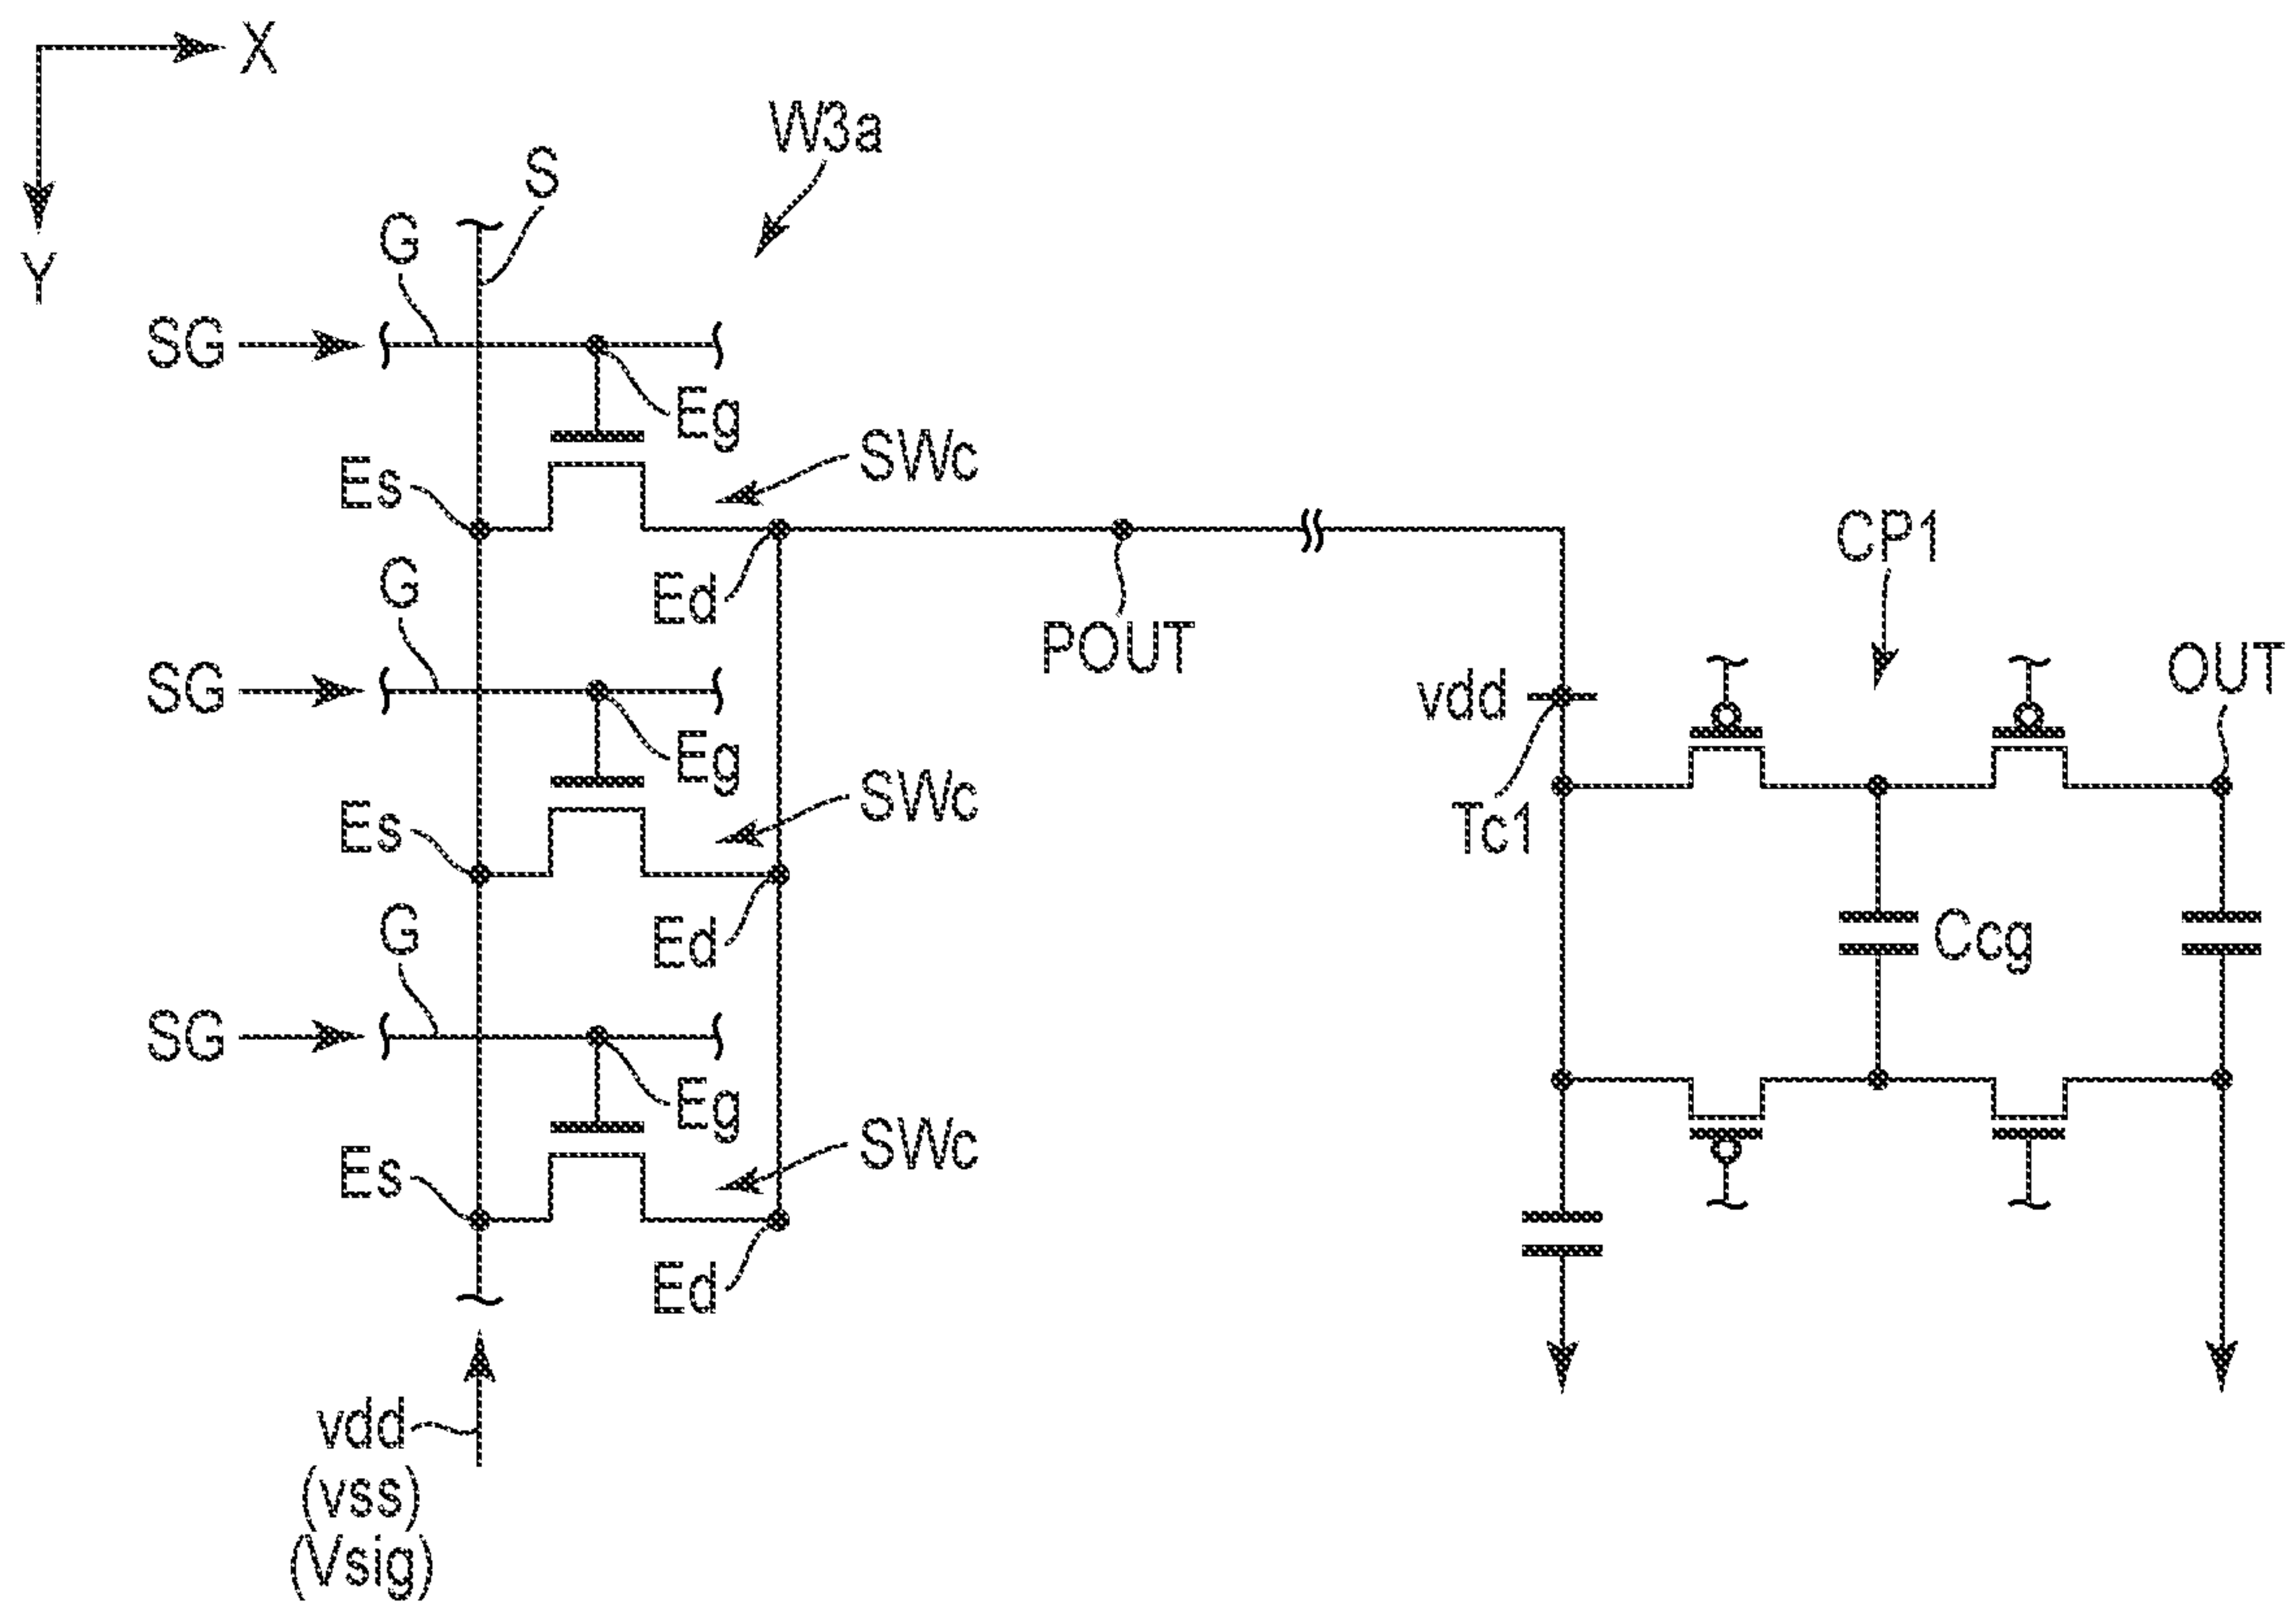 X
Y
W3a
S
G
SG
Eg
SWc
Es
Ed
POUT
CP1
G
SG
Eg
vdd
OUT
Tc1
SWc
Es
Ed
G
Ccg
SG
Eg
SWc
Es
Ed
vdd
(vss)
(Vsig)